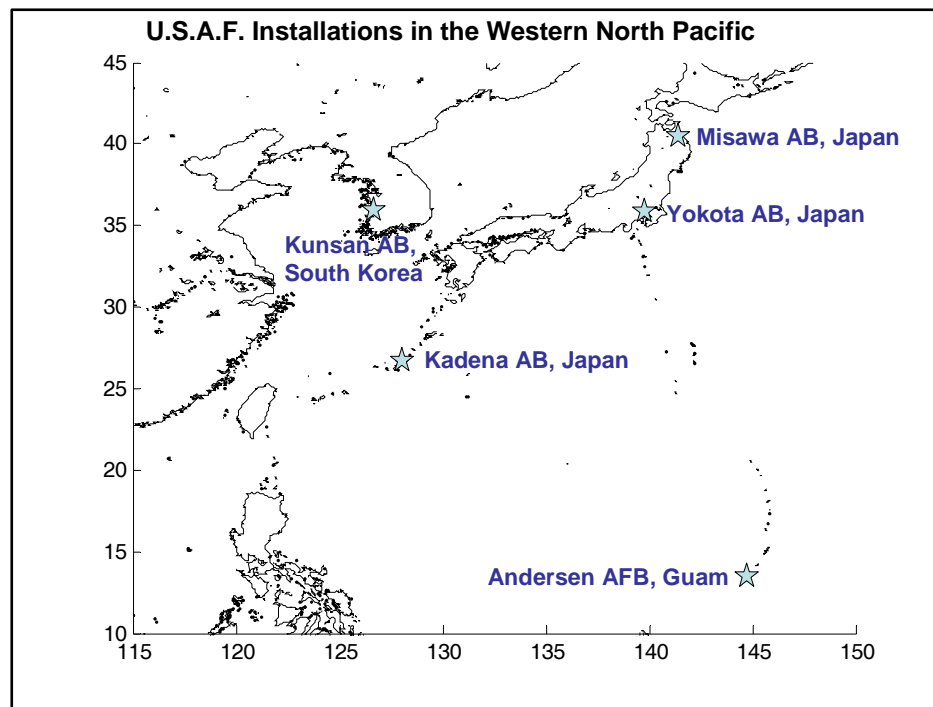 U.S.A.F. Installations in the Western North Pacific
45
40
35
30
25
20
15
10
Misawa AB, Japan
Yokota AB, Japan
Kunsan AB,
South Korea
Kadena AB, Japan
Andersen AFB, Guam
115
120
125
130
135
140
145
150